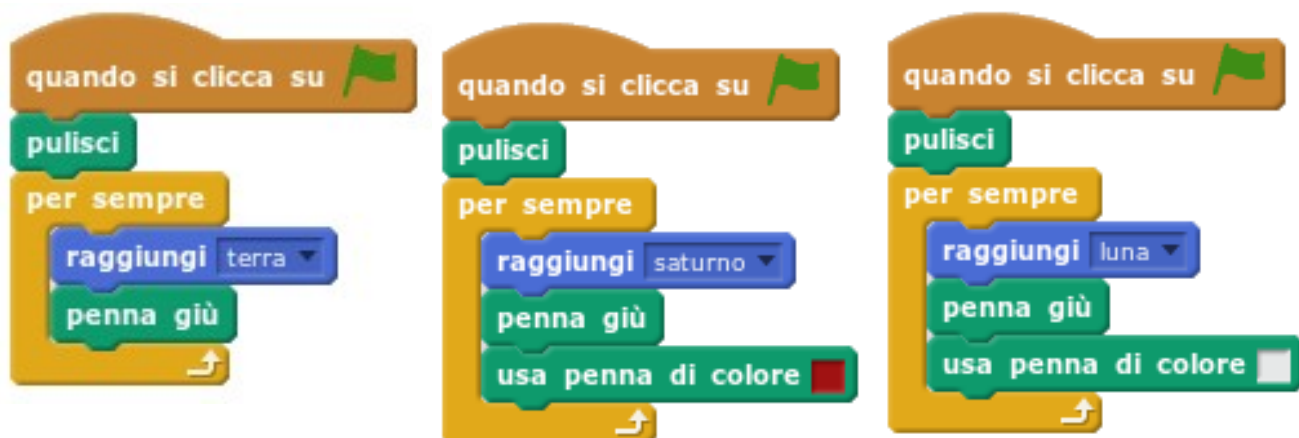 quando si clicca su
pulisci
per sempre
raggiungi terra
penna giù
quando si clicca su
pulisci
per sempre
raggiungi saturno
penna giù
usa penna di colore
quando si clicca su
pulisci
per sempre
raggiungi luna
penna giù
usa penna di colore